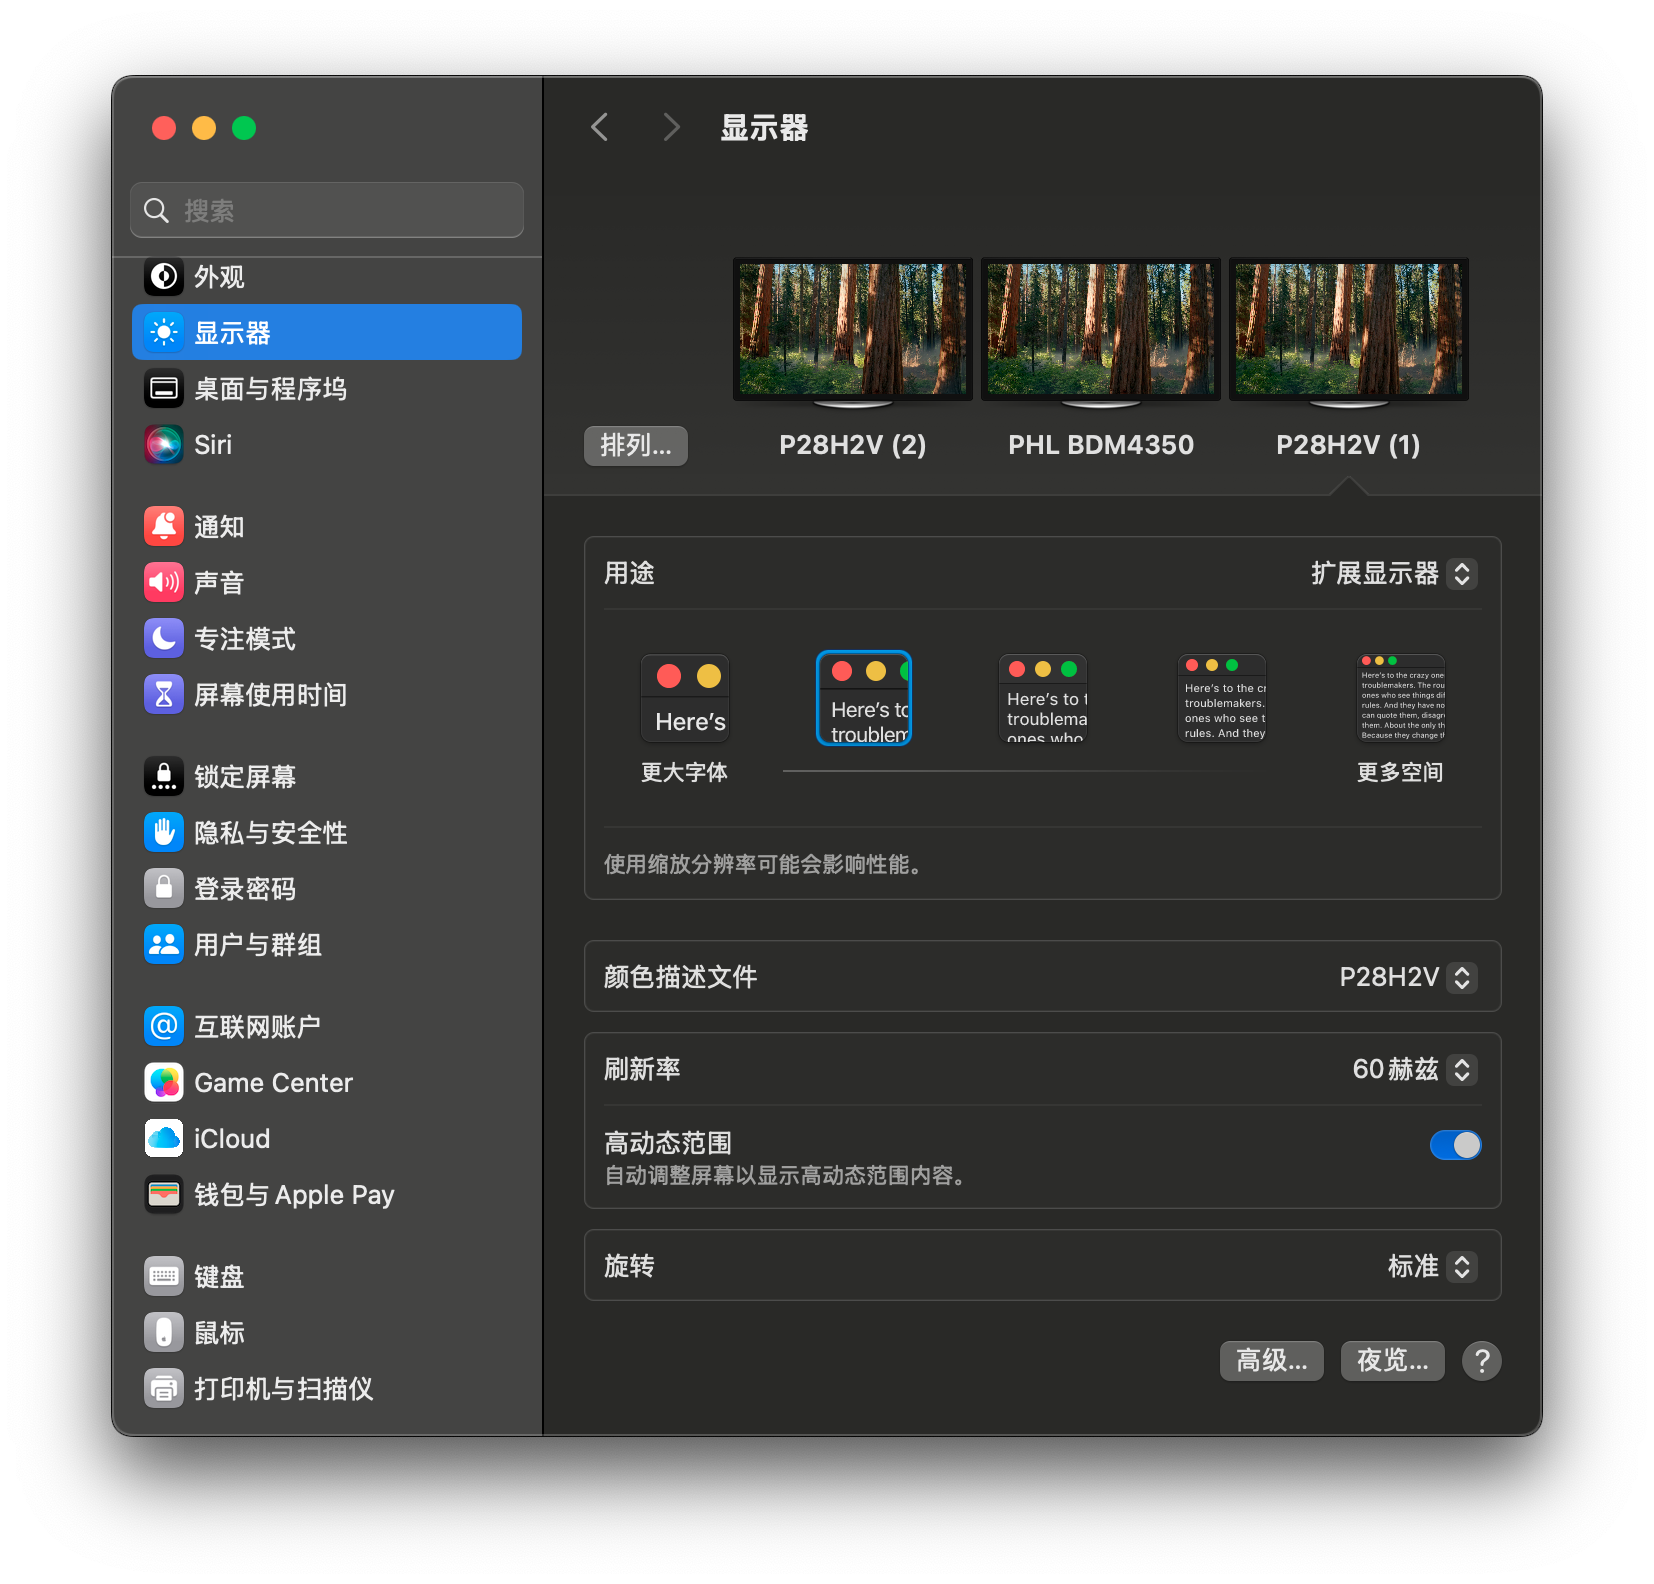 搜索
外观
显示器
桌面与程序坞
Siri
通知
声音
专注模式
屏幕使用时间
锁定屏幕
隐私与安全性
登录密码
用户与群组
互联网账户
Game Center
iCloud
钱包与 Apple Pay
键盘
鼠标
打印机与扫描仪
显示器
排列...
P28H2V (2)
PHL BDM4350
P28H2V (1)
用途
扩展显示器
Here's
Here's to
troublem
Here's to t
troublema
ones who
Here's to the cr
troublemakers.
ones who see t
rules. And they
Here's to the crazy one
troublemakers. The rou
ones who see things dif
rules. And they have no
can quote them, disagr
them. About the only th
Because they change th
更大字体
更多空间
使用缩放分辨率可能会影响性能。
颜色描述文件
P28H2V
刷新率
60 赫兹
高动态范围
自动调整屏幕以显示高动态范围内容。
旋转
标准
高级...
夜览...
?